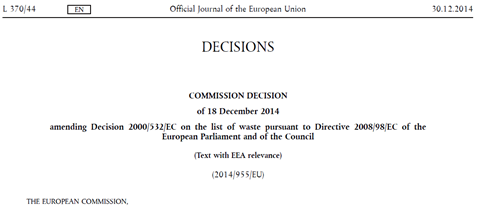 L 370/44 EN Official Journal of the European Union 30.12.2014
DECISIONS
COMMISSION DECISION
of 18 December 2014
amending Decision 2000/532/EC on the list of waste pursuant to Directive 2008/98/EC of the
European Parliament and of the Council
(Text with EEA relevance)
(2014/955/EU)
THE EUROPEAN COMMISSION,